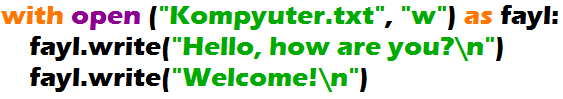 with open ("Kompyuter.txt", "w") as fayl:
fayl.write("Hello, how are you?\n")
fayl.write("Welcome!\n")